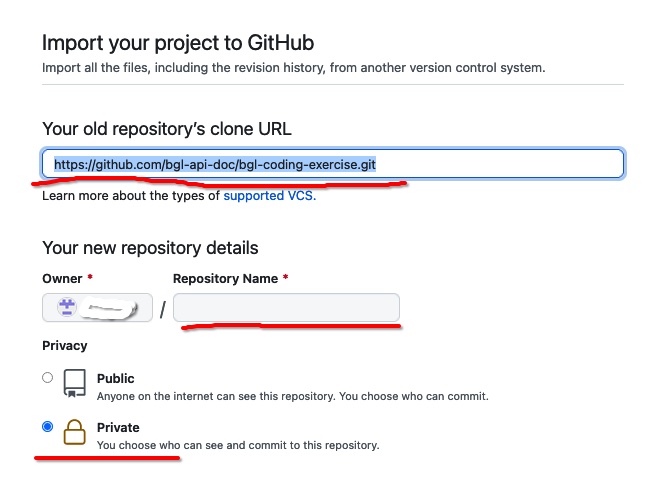 Import your project to GitHub
Import all the files, including the revision history, from another version control system.
Your old repository's clone URL
https://github.com/bgl-api-doc/bgl-coding-exercise.git
Learn more about the types of supported VCS.
Your new repository details
Owner * Repository Name *
/
Privacy
Public
Anyone on the internet can see this repository. You choose who can commit.
Private
You choose who can see and commit to this repository.